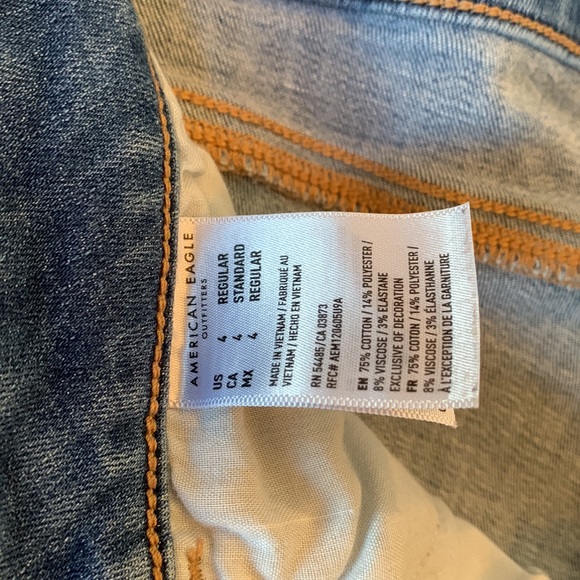 AMERICAN EAGLE
OUTFITTERS
US 4 REGULAR
CA 4 STANDARD
MX 4 REGULAR
MADE IN VIETNAM / FABRIQUÉ AU
VIETNAM / HECHO EN VIETNAM
RN 54485/CA 03873
RFC# AEM120605U9A
EN 75% COTTON / 14% POLYESTER /
8% VISCOSE / 3% ELASTANE
EXCLUSIVE OF DECORATION
FR 75% COTON / 14% POLYESTER /
8% VISCOSE / 3% ÉLASTHANNE
À L'EXCEPTION DE LA GARNITURE